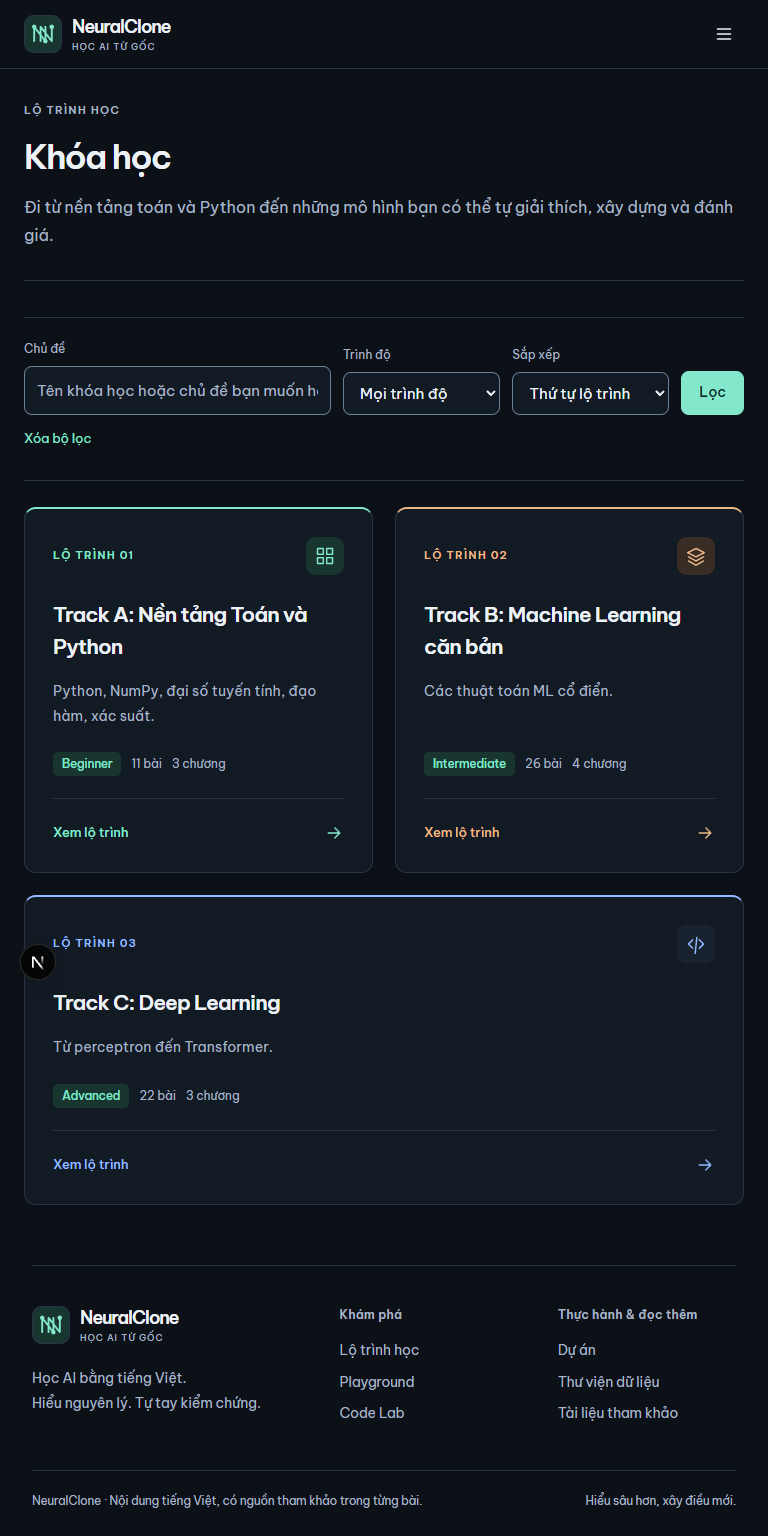 NeuralClone
HỌC AI TỪ GỐC
LỘ TRÌNH HỌC
Khóa học
Đi từ nền tảng toán và Python đến những mô hình bạn có thể tự giải thích, xây dựng và đánh
giá.
Chủ đề
Trình độ
Sắp xếp
Tên khóa học hoặc chủ đề bạn muốn
Mọi trình độ
Thứ tự lộ trình
Lọc
Xóa bộ lọc
LỘ TRÌNH 01
Track A: Nền tảng Toán và
Python
Python, NumPy, đại số tuyến tính, đạo
hàm, xác suất.
Beginner 11 bài 3 chương
Xem lộ trình
LỘ TRÌNH 02
Track B: Machine Learning
căn bản
Các thuật toán ML cổ điển.
Intermediate 26 bài 4 chương
Xem lộ trình
LỘ TRÌNH 03
N
Track C: Deep Learning
Từ perceptron đến Transformer.
Advanced 22 bài 3 chương
Xem lộ trình
NeuralClone
HỌC AI TỪ GỐC
Học AI bằng tiếng Việt.
Hiểu nguyên lý. Tự tay kiểm chứng.
Khám phá
Lộ trình học
Playground
Code Lab
Thực hành & đọc thêm
Dự án
Thư viện dữ liệu
Tài liệu tham khảo
NeuralClone · Nội dung tiếng Việt, có nguồn tham khảo trong từng bài.
Hiểu sâu hơn, xây điều mới.